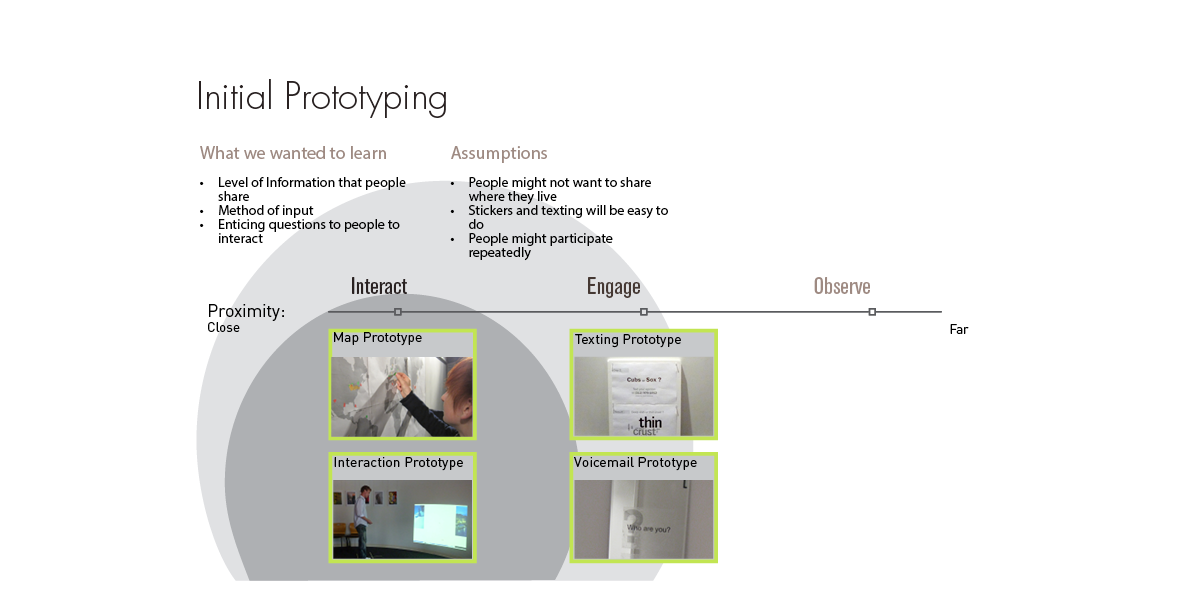 Initial Prototyping
What we wanted to learn
• Level of Information that people
share
• Method of input
• Enticing questions to people to
interact
Assumptions
• People might not want to share
where they live
• Stickers and texting will be easy to
do
• People might participate
repeatedly
Interact
Engage
Observe
Proximity:
Close
Far
Map Prototype
Texting Prototype
Cubs or Sox ?
thin
crust
Interaction Prototype
Voicemail Prototype
Who are you?